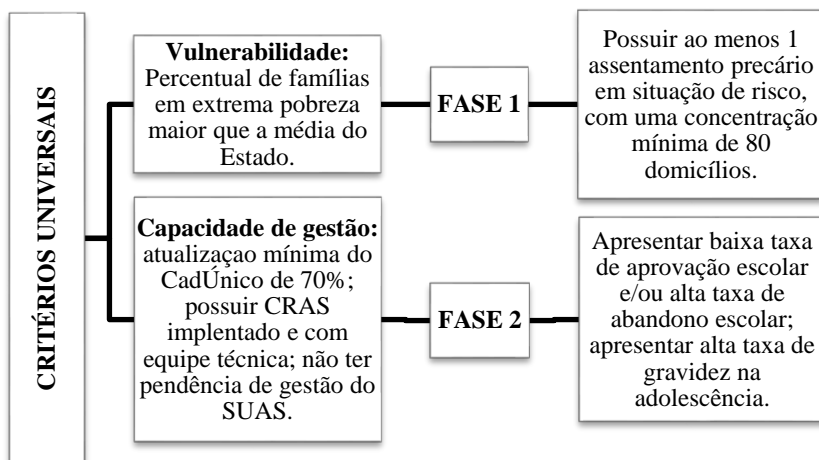 CRITÉRIOS UNIVERSAIS
Vulnerabilidade:
Percentual de famílias
em extrema pobreza
maior que a média do
Estado.
FASE 1
Possuir ao menos 1
assentamento precário
em situação de risco,
com uma concentração
mínima de 80
domicílios.
Capacidade de gestão:
atualizaçao mínima do
CadÚnico de 70%;
possuir CRAS
implentado e com
equipe técnica; não ter
pendência de gestão do
SUAS.
FASE 2
Apresentar baixa taxa
de aprovação escolar
e/ou alta taxa de
abandono escolar;
apresentar alta taxa de
gravidez na
adolescência.